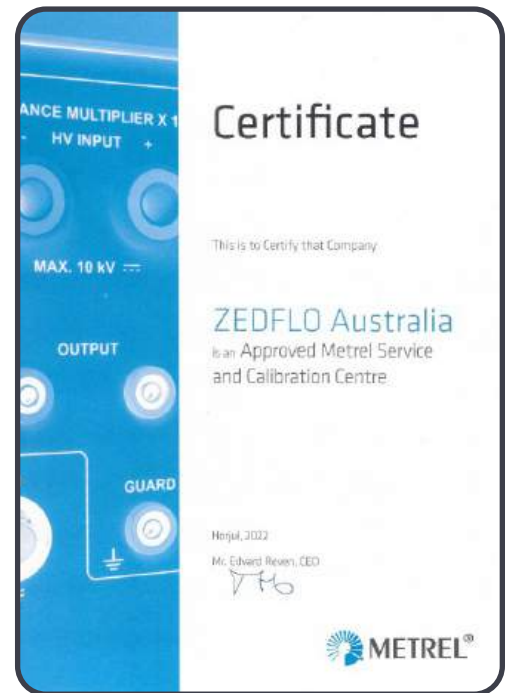 ANCE MULTIPLIER X 1
- HV INPUT +
MAX. 10 kV
OUTPUT
GUARD
Certificate
This is to Certify that Company
ZEDFLO Australia
is an Approved Metrel Service
and Calibration Centre
Horjul, 2022
Mr. Edvard Reven, CEO
METREL®